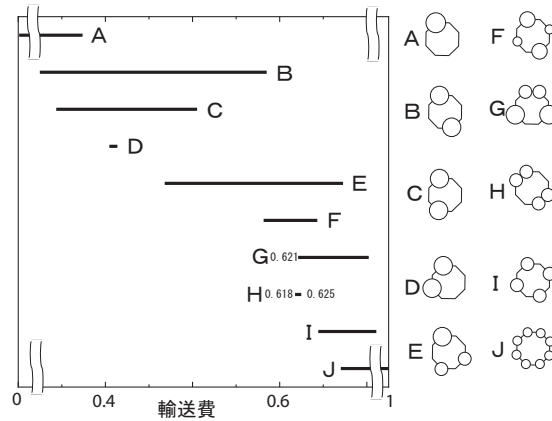 A
B
C
D
E
F
G 0.621
H 0.618 0.625
I
J
0 0.4 0.6 1
輸送費
A F
B G
C H
D I
E J